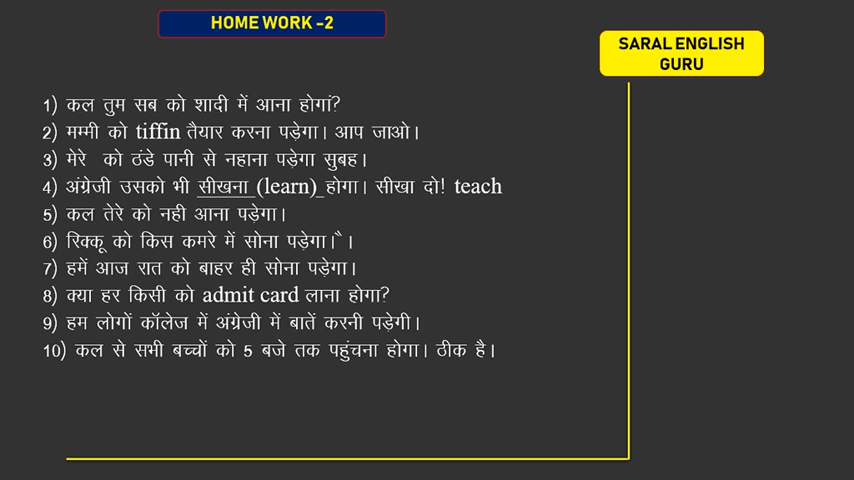 HOME WORK -2
SARAL ENGLISH
GURU
1) कल तुम सब को शादी में आना होगां?
2) मम्मी को tiffin तैयार करना पड़ेगा। आप जाओ।
3) मेरे को ठंडे पानी से नहाना पड़ेगा सुबह।
4) अंग्रेजी उसको भी सीखना (learn) होगा। सीखा दो! teach
5) कल तेरे को नही आना पड़ेगा।
6) रिक्कू को किस कमरे में सोना पड़ेगा।ै ।
7) हमें आज रात को बाहर ही सोना पड़ेगा।
8) क्या हर किसी को admit card लाना होगा?
9) हम लोगों कॉलेज में अंग्रेजी में बातें करनी पड़ेगी।
10) कल से सभी बच्चों को 5 बजे तक पहुंचना होगा। ठीक है।